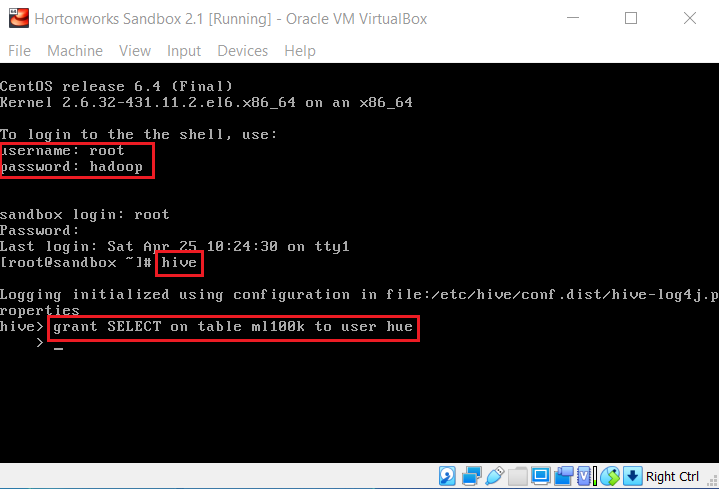 Hortonworks Sandbox 2.1 [Running] - Oracle VM VirtualBox
File Machine View Input Devices Help
CentOS release 6.4 (Final)
Kernel 2.6.32-431.11.2.el6.x86_64 on an x86_64
To login to the the shell, use:
username: root
password: hadoop
sandbox login: root
Password:
Last login: Sat Apr 25 10:24:30 on tty1
[root@sandbox ~]# hive
Logging initialized using configuration in file:/etc/hive/conf.dist/hive-log4j.p
roperties
hive> grant SELECT on table ml100k to user hue
    > _
Right Ctrl